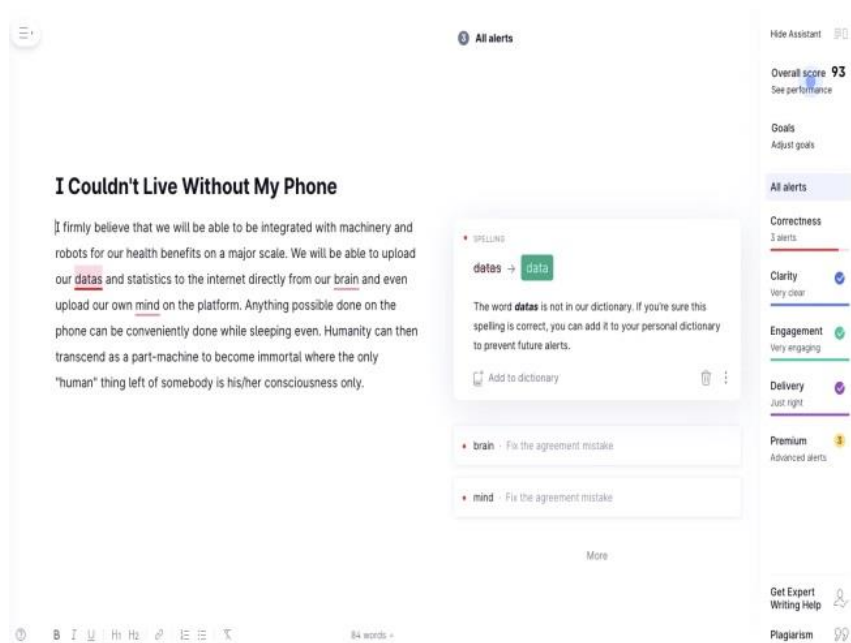 3 All alerts
Hide Assistant
Overall score 93
See performance
Goals
Adjust goals
All alerts
Correctness
3 alerts
Clarity
Very clear
Engagement
Very engaging
Delivery
Just right
Premium 3
Advanced alerts
Get Expert
Writing Help
Plagiarism
I Couldn't Live Without My Phone
I firmly believe that we will be able to be integrated with machinery and
robots for our health benefits on a major scale. We will be able to upload
our datas and statistics to the internet directly from our brain and even
upload our own mind on the platform. Anything possible done on the
phone can be conveniently done while sleeping even. Humanity can then
transcend as a part-machine to become immortal where the only
"human" thing left of somebody is his/her consciousness only.
SPELLING
datas → data
The word datas is not in our dictionary. If you're sure this
spelling is correct, you can add it to your personal dictionary
to prevent future alerts.
Add to dictionary
brain · Fix the agreement mistake
mind · Fix the agreement mistake
More
B I U H1 H2
84 words